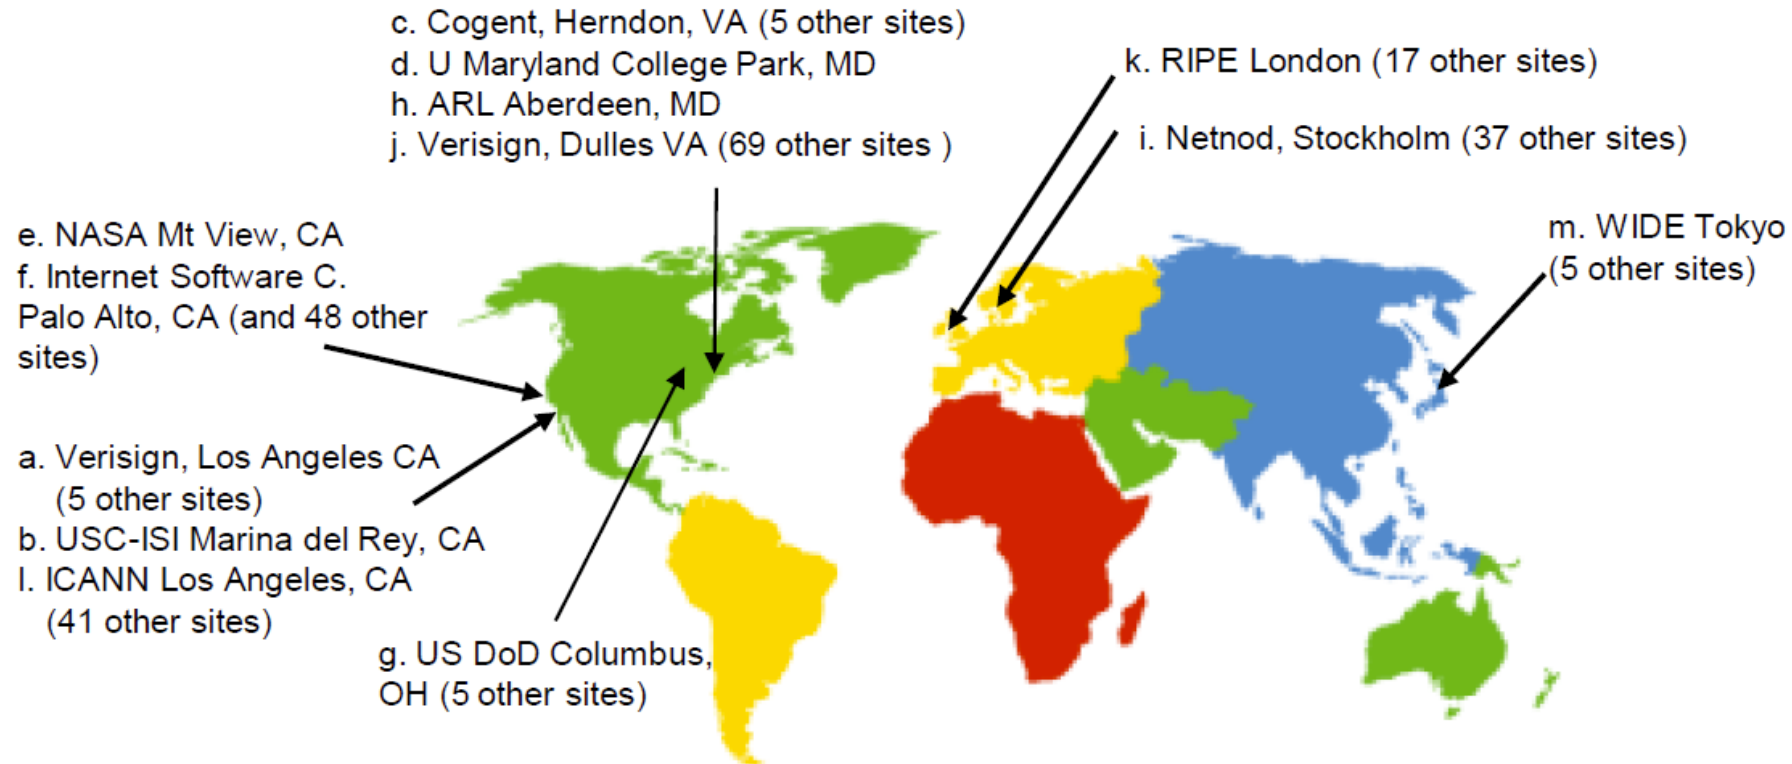 c. Cogent, Herndon, VA (5 other sites)
d. U Maryland College Park, MD
h. ARL Aberdeen, MD
j. Verisign, Dulles VA (69 other sites )
k. RIPE London (17 other sites)
i. Netnod, Stockholm (37 other sites)
m. WIDE Tokyo
(5 other sites)
e. NASA Mt View, CA
f. Internet Software C.
Palo Alto, CA (and 48 other
sites)
a. Verisign, Los Angeles CA
(5 other sites)
b. USC-ISI Marina del Rey, CA
l. ICANN Los Angeles, CA
(41 other sites)
g. US DoD Columbus,
OH (5 other sites)